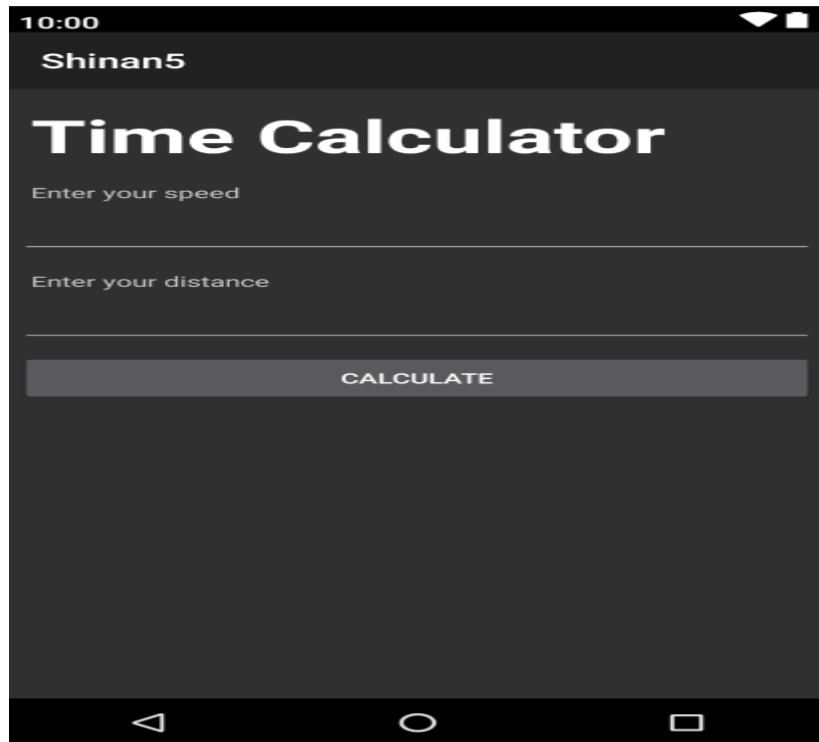 10:00
Shinan5
Time Calculator
Enter your speed
Enter your distance
CALCULATE